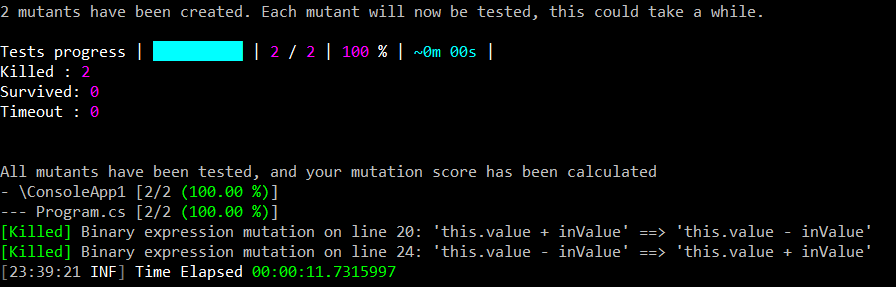 2 mutants have been created. Each mutant will now be tested, this could take a while.
Tests progress | | 2 / 2 | 100 % | ~0m 00s |
Killed : 2
Survived: 0
Timeout : 0
All mutants have been tested, and your mutation score has been calculated
- \ConsoleApp1 [2/2 (100.00 %)]
--- Program.cs [2/2 (100.00 %)]
[Killed] Binary expression mutation on line 20: 'this.value + inValue' ==> 'this.value - inValue'
[Killed] Binary expression mutation on line 24: 'this.value - inValue' ==> 'this.value + inValue'
[23:39:21 INF] Time Elapsed 00:00:11.7315997